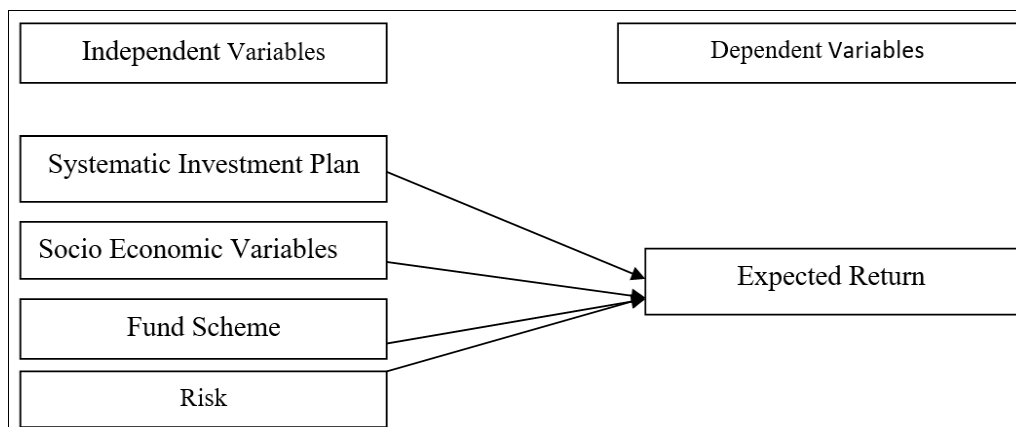 Independent Variables
Dependent Variables
Systematic Investment Plan
Socio Economic Variables
Expected Return
Fund Scheme
Risk